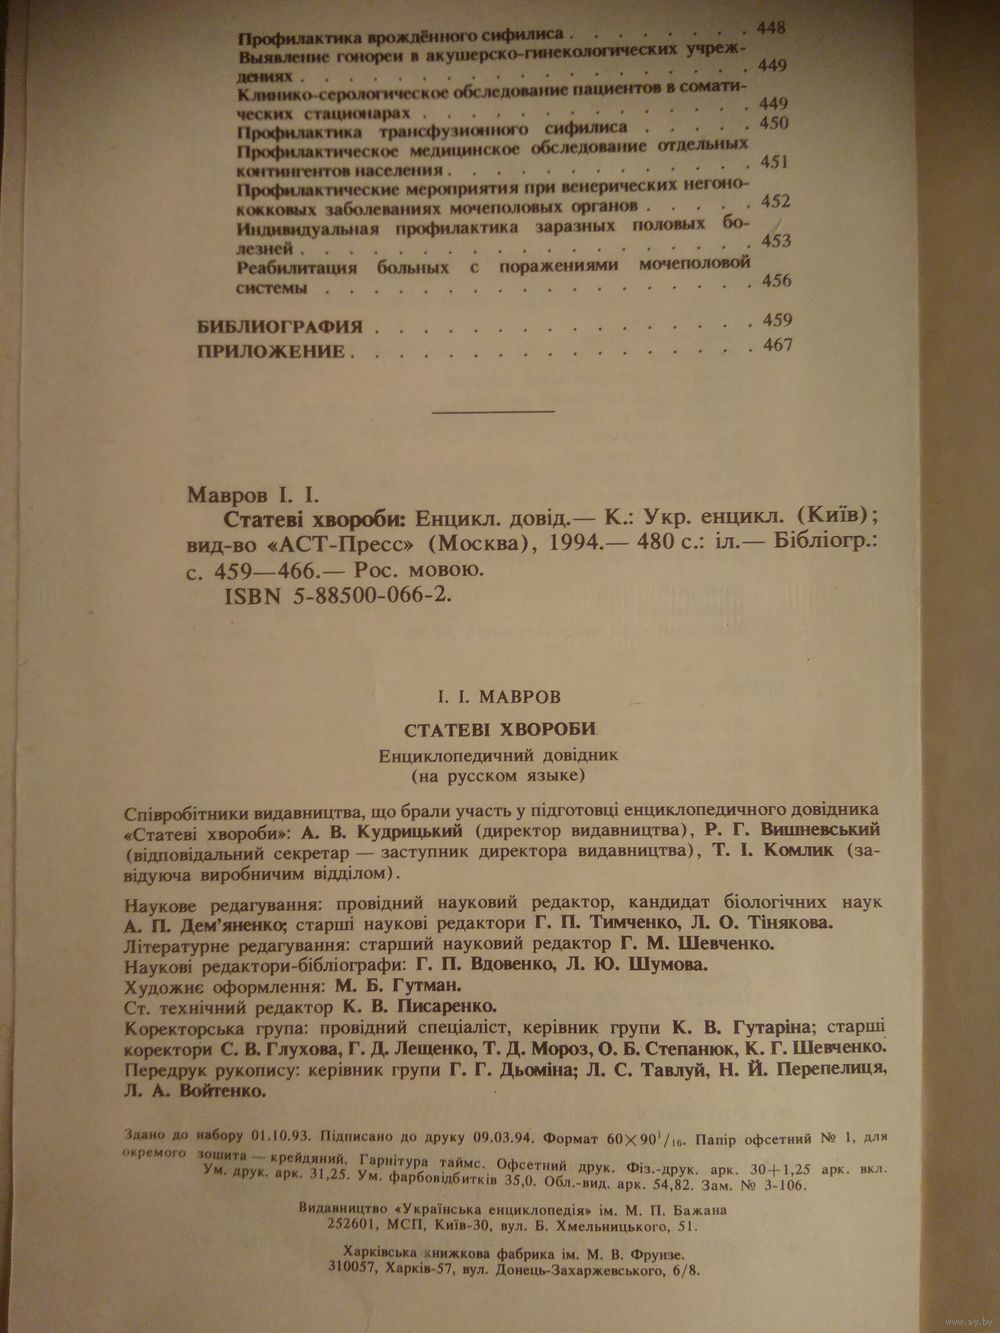 Профилактика врождённого сифилиса . . . . . . . . 448
Выявление гонореи в акушерско-гинекологических учреж-
дениях . . . . . . . . . . . . . . . . . 449
Клинико-серологическое обследование пациентов в сомати-
ческих стационарах . . . . . . . . . . . . . 449
Профилактика трансфузионного сифилиса . . . . . 450
Профилактическое медицинское обследование отдельных
контингентов населения . . . . . . . . . . . 451
Профилактические мероприятия при венерических негоно-
кокковых заболеваниях мочеполовых органов . . . . . 452
Индивидуальная профилактика заразных половых бо-
лезней . . . . . . . . . . . . . . . . . 453
Реабилитация больных с поражениями мочеполовой
системы . . . . . . . . . . . . . . . . 456
БИБЛИОГРАФИЯ . . . . . . . . . . . . . . . 459
ПРИЛОЖЕНИЕ . . . . . . . . . . . . . . . . 467
Мавров І. І.
Статеві хвороби: Енцикл. довід.— К.: Укр. енцикл. (Київ);
вид-во «АСТ-Пресс» (Москва), 1994.— 480 с.: іл.— Бібліогр.:
с. 459—466.— Рос. мовою.
ISBN 5-88500-066-2.
І. І. МАВРОВ
СТАТЕВІ ХВОРОБИ
Енциклопедичний довідник
(на русском языке)
Співробітники видавництва, що брали участь у підготовці енциклопедичного довідника
«Статеві хвороби»: А. В. Кудрицький (директор видавництва), Р. Г. Вишневський
(відповідальний секретар — заступник директора видавництва), Т. І. Комлик (за-
відуюча виробничим відділом).
Наукове редагування: провідний науковий редактор, кандидат біологічних наук
А. П. Дем'яненко; старші наукові редактори Г. П. Тимченко, Л. О. Тінякова.
Літературне редагування: старший науковий редактор Г. М. Шевченко.
Наукові редактори-бібліографи: Г. П. Вдовенко, Л. Ю. Шумова.
Художнє оформлення: М. Б. Гутман.
Ст. технічний редактор К. В. Писаренко.
Коректорська група: провідний спеціаліст, керівник групи К. В. Гутаріна; старші
коректори С. В. Глухова, Г. Д. Лещенко, Т. Д. Мороз, О. Б. Степанюк, К. Г. Шевченко.
Передрук рукопису: керівник групи Г. Г. Дьоміна; Л. С. Тавлуй, Н. Й. Перепелиця,
Л. А. Войтенко.
Здано до набору 01.10.93. Підписано до друку 09.03.94. Формат 60×90¹/₁₆. Папір офсетний № 1, для
окремого зошита — крейдяний. Гарнітура таймс. Офсетний друк. Фіз.-друк. арк. 30+1,25 арк. вкл.
Ум. друк. арк. 31,25. Ум. фарбовідбитків 35,0. Обл.-вид. арк. 54,82. Зам. № 3-106.
Видавництво «Українська енциклопедія» ім. М. П. Бажана
252601, МСП, Київ-30, вул. Б. Хмельницького, 51.
Харківська книжкова фабрика ім. М. В. Фрунзе.
310057, Харків-57, вул. Донець-Захаржевського, 6/8.
www.ay.by